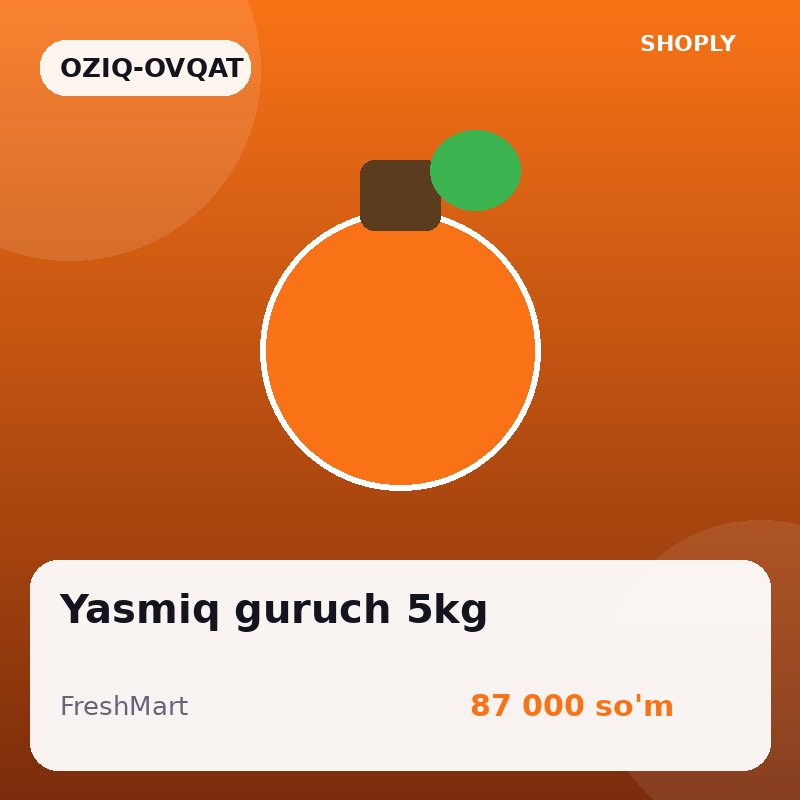 OZIQ-OVQAT
SHOPLY
Yasmiq guruch 5kg
FreshMart
87 000 so'm